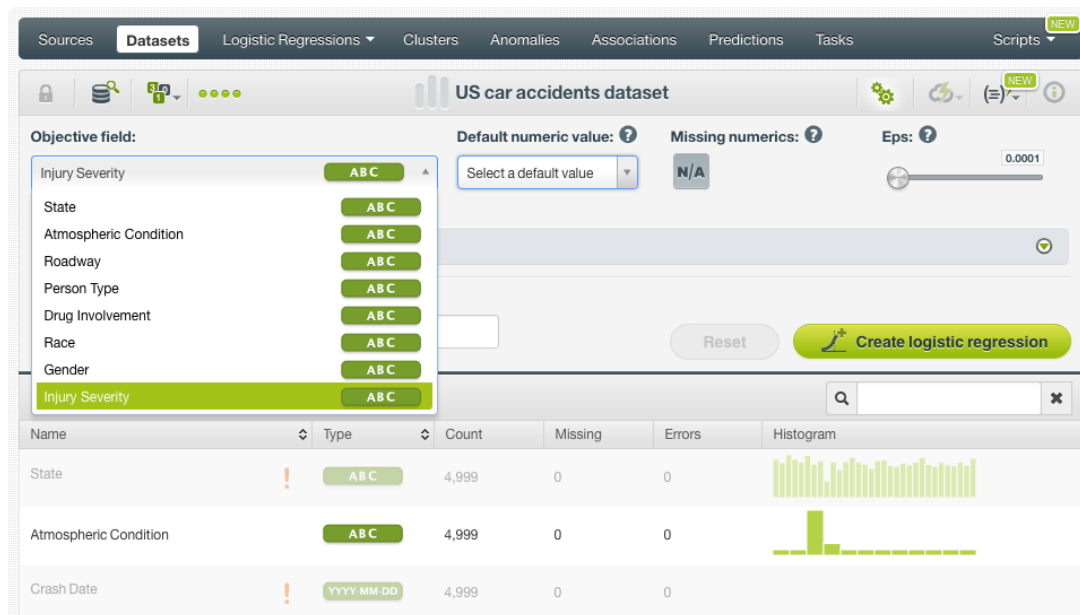 NEW
Sources Datasets Logistic Regressions Clusters Anomalies Associations Predictions Tasks Scripts
US car accidents dataset NEW
Objective field: Default numeric value: ? Missing numerics: ? Eps: ?
0.0001
Injury Severity ABC Select a default value N/A
State ABC
Atmospheric Condition ABC
Roadway ABC
Person Type ABC
Drug Involvement ABC
Race ABC Reset Create logistic regression
Gender ABC
Injury Severity ABC
Name Type Count Missing Errors Histogram
State ! ABC 4,999 0 0
Atmospheric Condition ABC 4,999 0 0
Crash Date ! YYYY-MM-DD 4,999 0 0